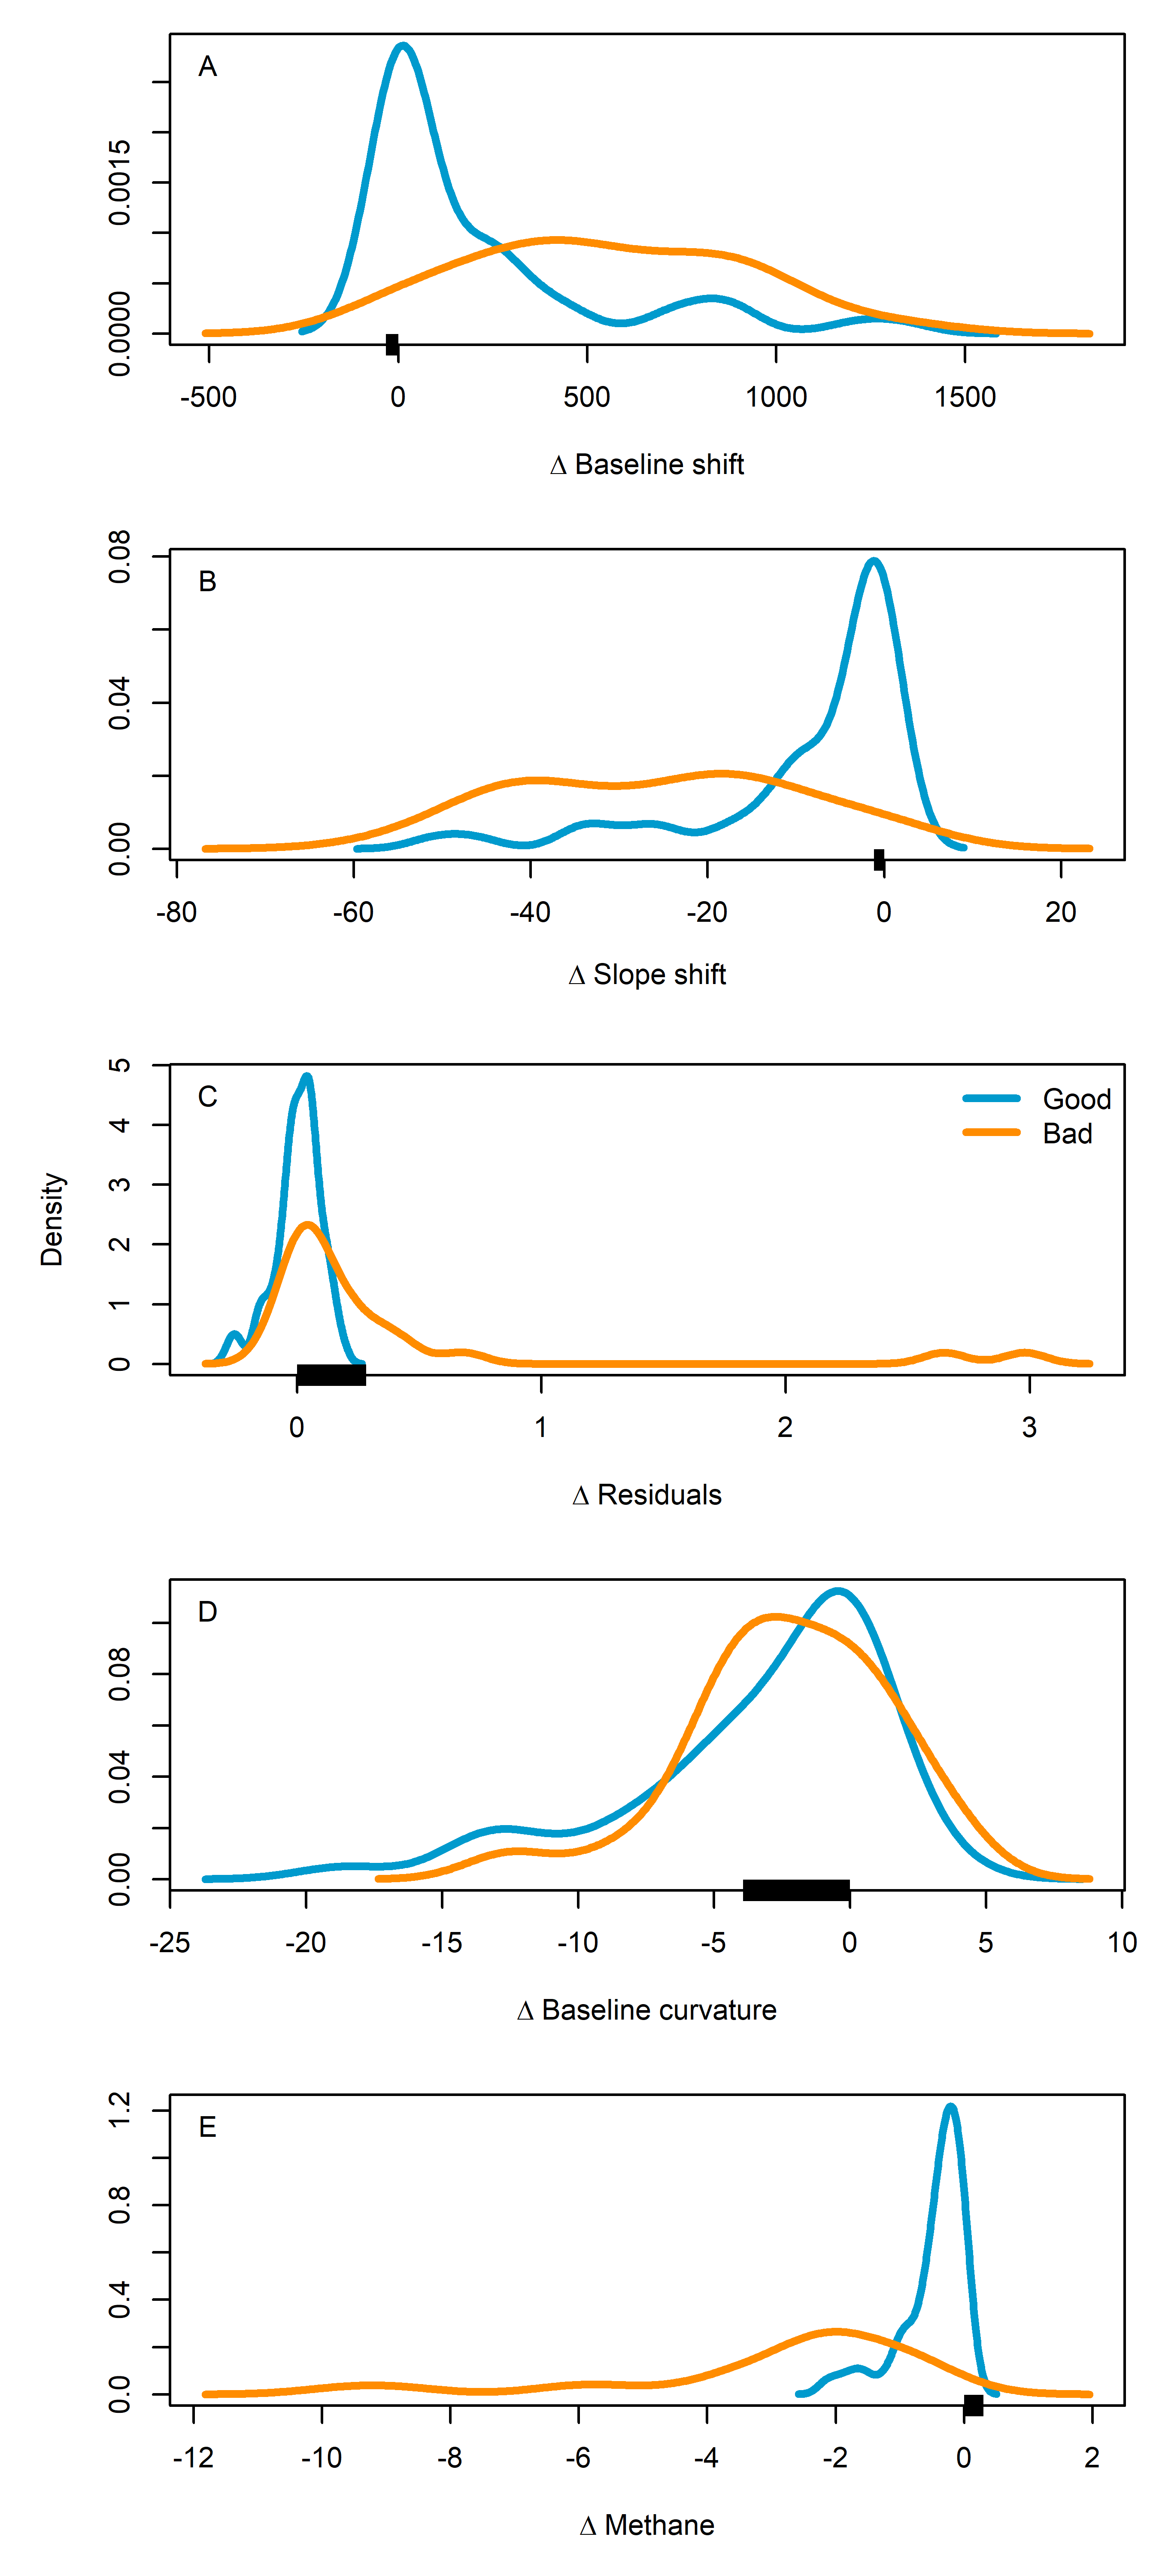 A
0.0015
0.0000
-500 0 500 1000 1500
Δ Baseline shift
B
0.08
0.04
0.00
-80 -60 -40 -20 0 20
Δ Slope shift
C
Good
Bad
5
4
3
2
1
0
Density
0 1 2 3
Δ Residuals
D
0.08
0.04
0.00
-25 -20 -15 -10 -5 0 5 10
Δ Baseline curvature
E
1.2
0.8
0.4
0.0
-12 -10 -8 -6 -4 -2 0 2
Δ Methane